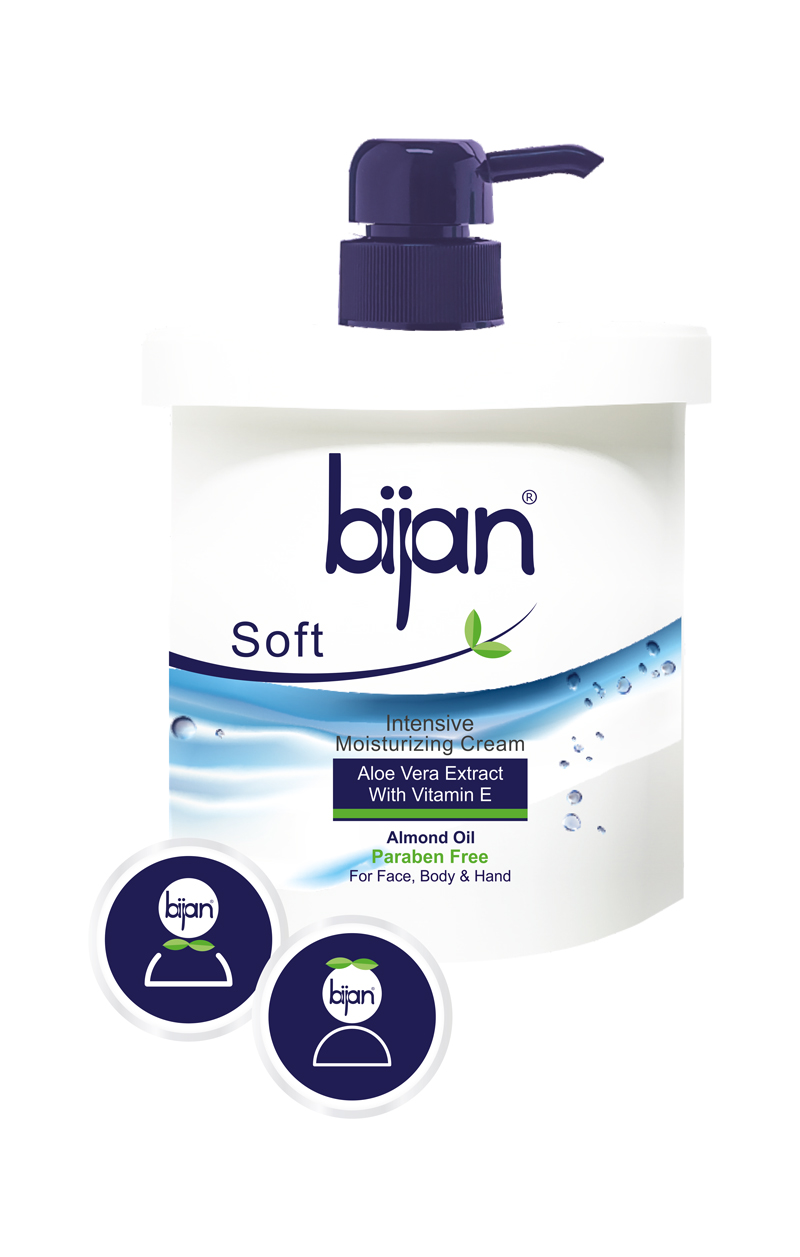 bijan®
Soft
Intensive
Moisturizing Cream
Aloe Vera Extract
With Vitamin E
Almond Oil
Paraben Free
For Face, Body & Hand
bijan®
bijan®